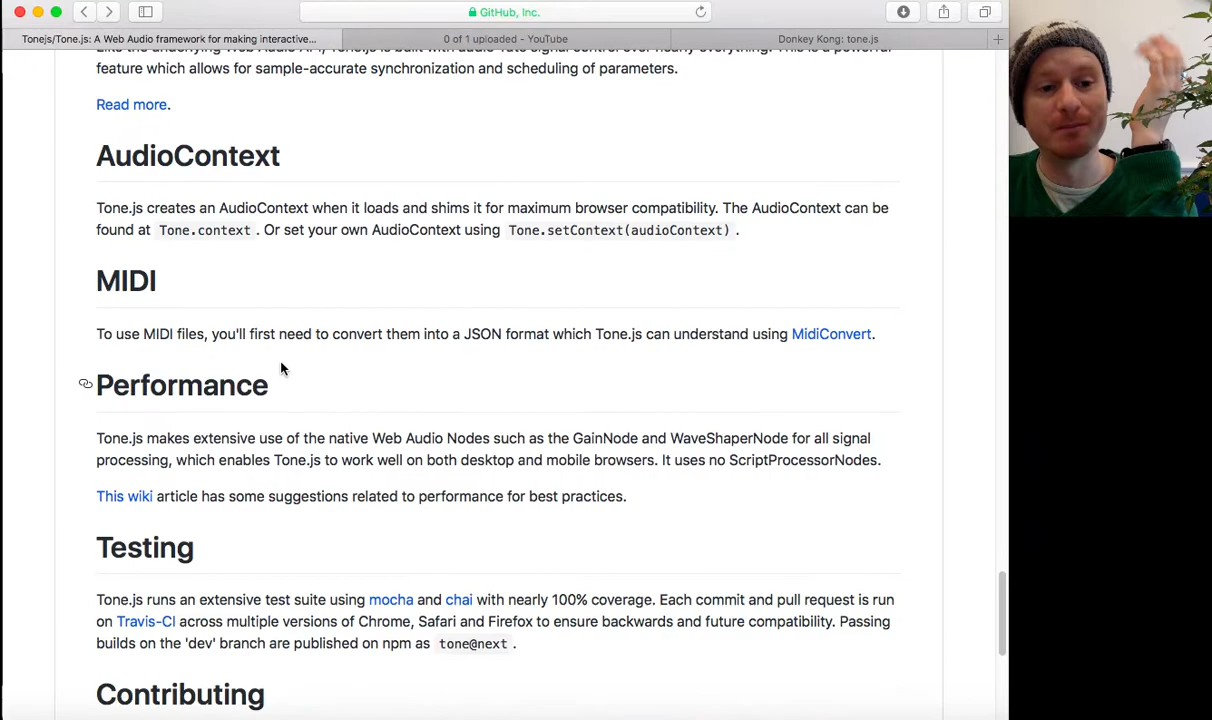 GitHub, Inc.
Tonejs/Tone.js: A Web Audio framework for making interactive...
0 of 1 uploaded - YouTube
Donkey Kong: tone.js
feature which allows for sample-accurate synchronization and scheduling of parameters.
Read more.
AudioContext
Tone.js creates an AudioContext when it loads and shims it for maximum browser compatibility. The AudioContext can be
found at Tone.context . Or set your own AudioContext using Tone.setContext(audioContext) .
MIDI
To use MIDI files, you'll first need to convert them into a JSON format which Tone.js can understand using MidiConvert.
Performance
Tone.js makes extensive use of the native Web Audio Nodes such as the GainNode and WaveShaperNode for all signal
processing, which enables Tone.js to work well on both desktop and mobile browsers. It uses no ScriptProcessorNodes.
This wiki article has some suggestions related to performance for best practices.
Testing
Tone.js runs an extensive test suite using mocha and chai with nearly 100% coverage. Each commit and pull request is run
on Travis-CI across multiple versions of Chrome, Safari and Firefox to ensure backwards and future compatibility. Passing
builds on the 'dev' branch are published on npm as tone@next .
Contributing